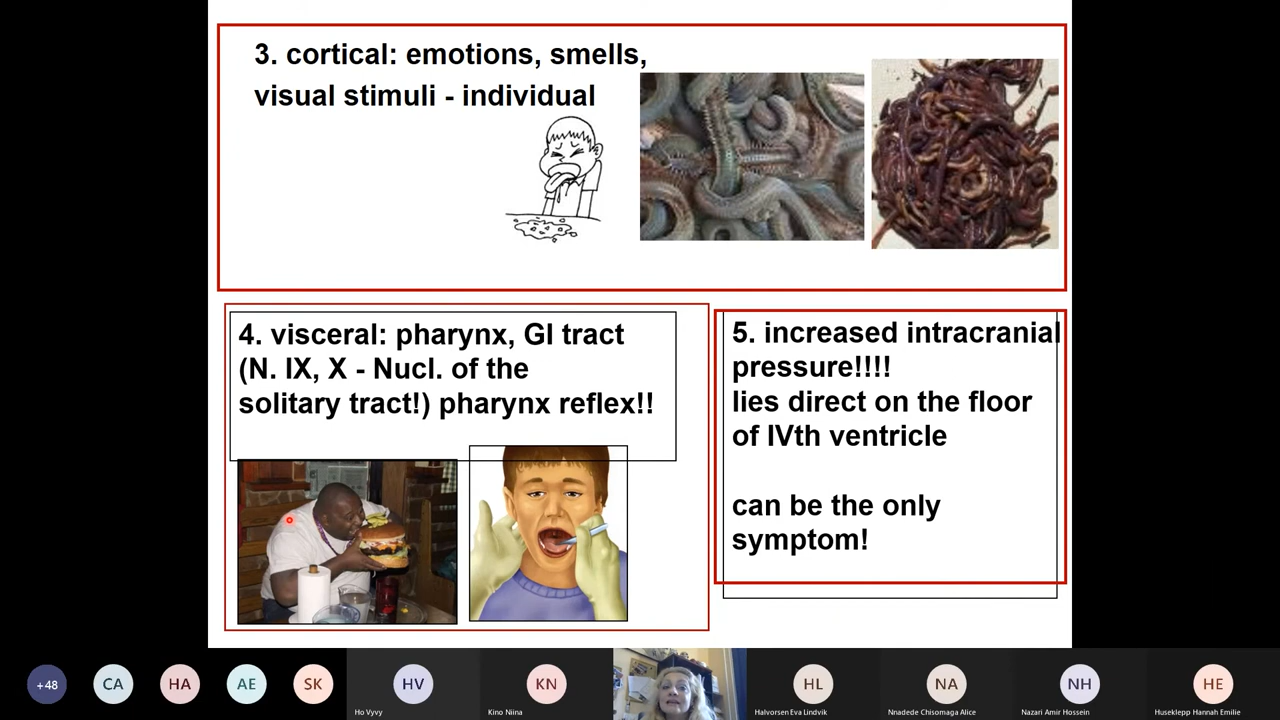 3. cortical: emotions, smells,
visual stimuli - individual
4. visceral: pharynx, GI tract
(N. IX, X - Nucl. of the
solitary tract!) pharynx reflex!!
5. increased intracranial
pressure!!!!
lies direct on the floor
of IVth ventricle
can be the only
symptom!
+48
CA
HA
AE
SK
HV
Ho Vyvy
KN
Kino Niina
HL
Halvorsen Eva Lindvik
NA
Nnadede Chisomaga Alice
NH
Nazari Amir Hossein
HE
Huseklepp Hannah Emilie